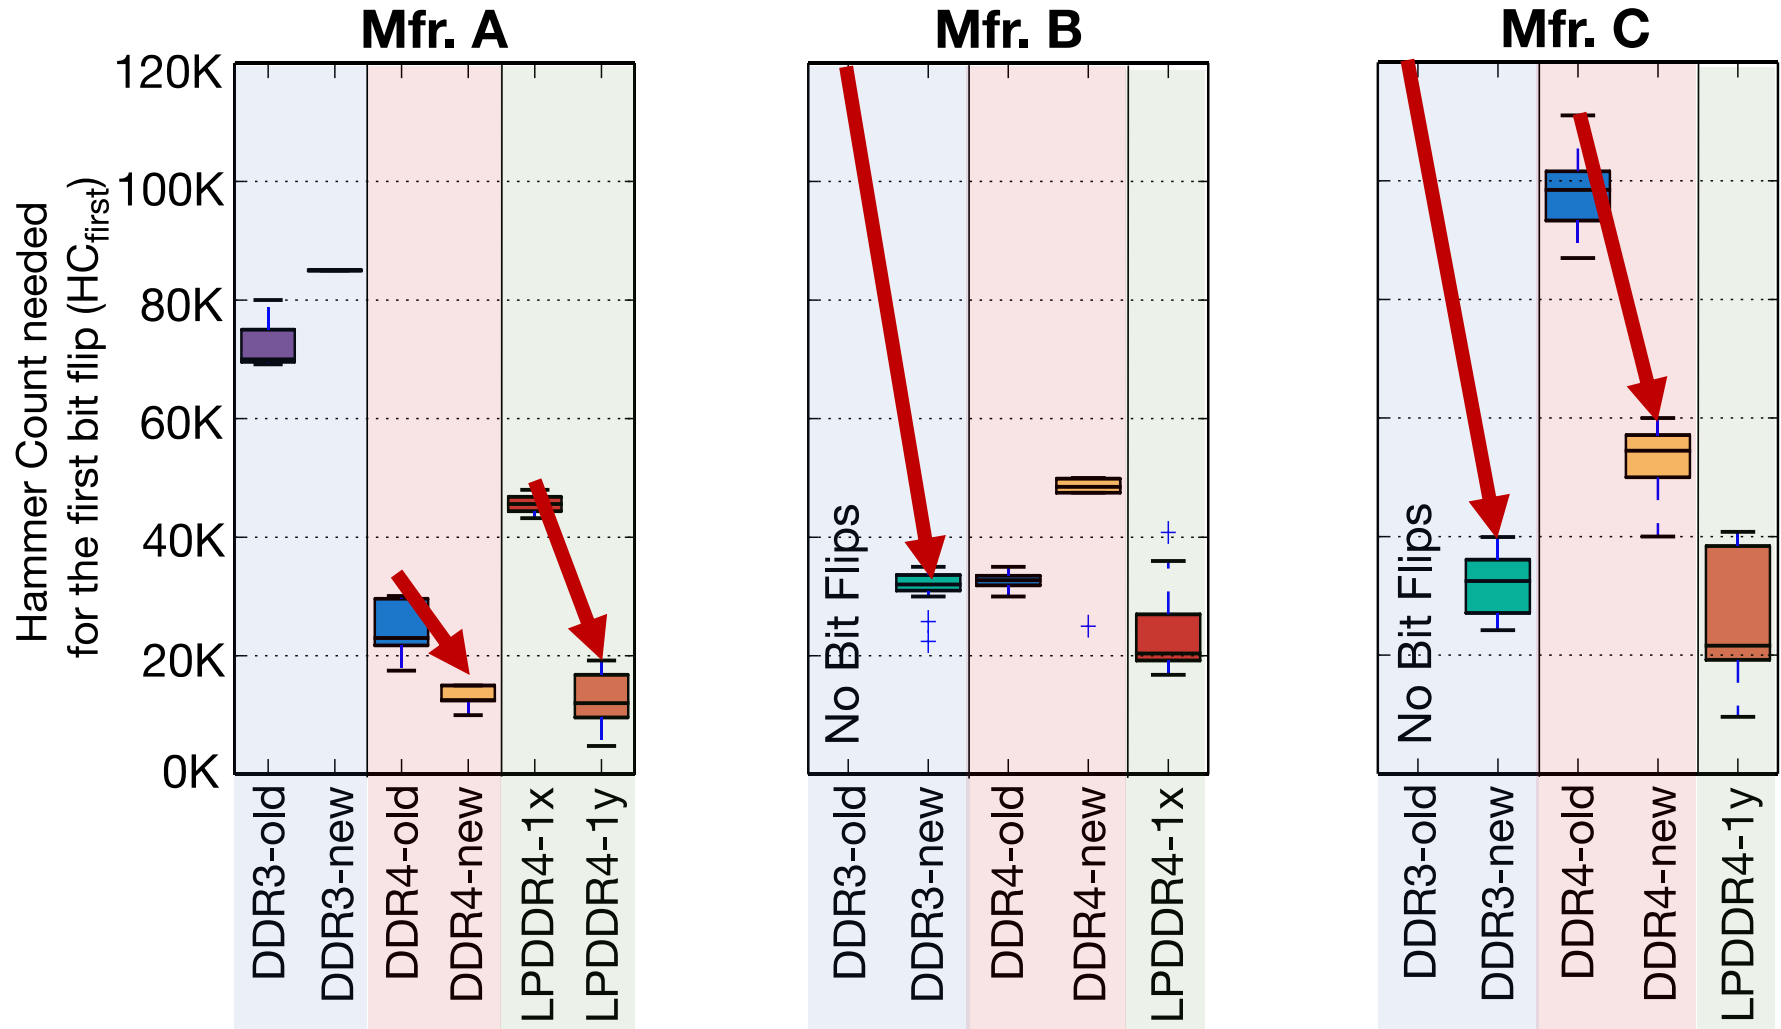 Mfr. A
Mfr. B
Mfr. C
Hammer Count needed
for the first bit flip (HCfirst)
120K
100K
80K
60K
40K
20K
0K
No Bit Flips
No Bit Flips
DDR3-old
DDR3-new
DDR4-old
DDR4-new
LPDDR4-1x
LPDDR4-1y
DDR3-old
DDR3-new
DDR4-old
DDR4-new
LPDDR4-1x
DDR3-old
DDR3-new
DDR4-old
DDR4-new
LPDDR4-1y